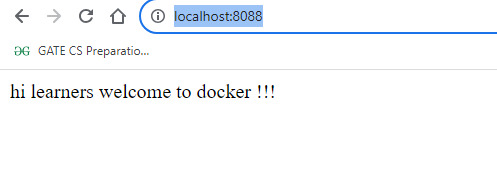 localhost:8088
GATE CS Preparatio...
hi learners welcome to docker !!!